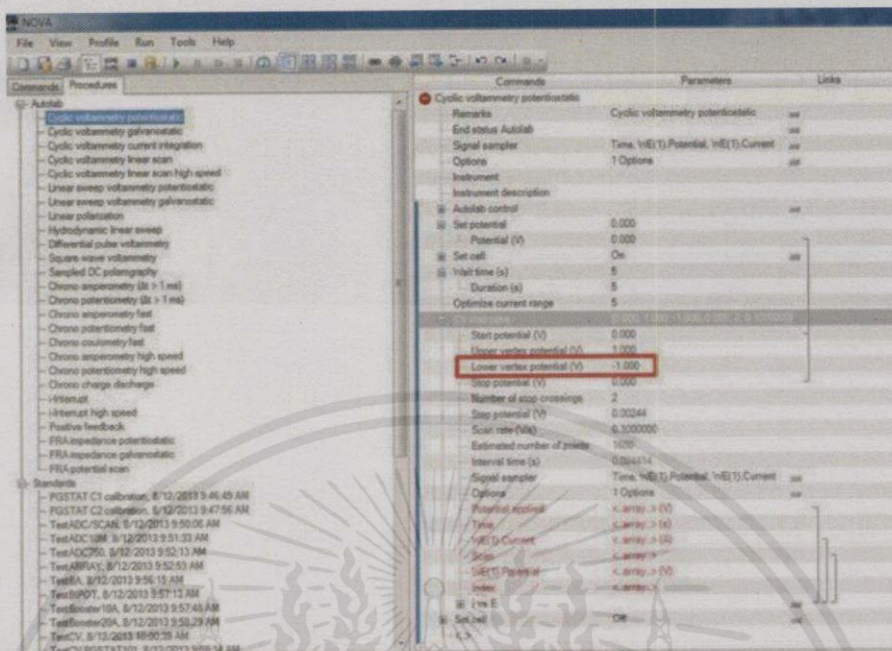 NOVA
File View Profile Run Tools Help
Commands Procedures
Autolab
Cyclic voltammetry potentiostatic
Cyclic voltammetry galvanostatic
Cyclic voltammetry current integration
Cyclic voltammetry linear scan
Cyclic voltammetry linear scan high speed
Linear sweep voltammetry potentiostatic
Linear sweep voltammetry galvanostatic
Linear polarization
Hydrodynamic linear sweep
Differential pulse voltammetry
Square wave voltammetry
Sampled DC polarography
Chrono amperometry (Δt > 1 ms)
Chrono potentiometry (Δt > 1 ms)
Chrono amperometry fast
Chrono potentiometry fast
Chrono coulometry fast
Chrono amperometry high speed
Chrono potentiometry high speed
Chrono charge discharge
i-Interrupt
i-Interrupt high speed
Positive feedback
FRA impedance potentiostatic
FRA impedance galvanostatic
FRA potential scan
Standards
PGSTAT C1 calibration, 8/12/2013 9:46:49 AM
PGSTAT C2 calibration, 8/12/2013 9:47:56 AM
TestADC/SCAN, 8/12/2013 9:50:06 AM
TestADC10M, 8/12/2013 9:51:33 AM
TestADC750, 8/12/2013 9:52:13 AM
TestARRAY, 8/12/2013 9:52:53 AM
TestBA, 8/12/2013 9:56:15 AM
TestBIPOT, 8/12/2013 9:57:13 AM
TestBooster10A, 8/12/2013 9:57:46 AM
TestBooster20A, 8/12/2013 9:58:29 AM
TestCV, 8/12/2013 10:00:39 AM
Commands Parameters Links
Cyclic voltammetry potentiostatic
Remarks Cyclic voltammetry potentiostatic
End status Autolab
Signal sampler Time, WE(1).Potential, WE(1).Current
Options 1 Options
Instrument
Instrument description
Autolab control
Set potential 0.000
Potential (V) 0.000
Set cell On
Wait time (s) 5
Duration (s) 5
Optimize current range 5
Start potential (V) 0.000
Upper vertex potential (V) 1.000
Lower vertex potential (V) -1.000
Stop potential (V) 0.000
Number of stop crossings 2
Step potential (V) 0.00244
Scan rate (V/s) 0.1000000
Estimated number of points
Interval time (s)
Signal sampler Time, WE(1).Potential, WE(1).Current
Options 1 Options
Potential applied <..array..> (V)
Time <..array..> (s)
WE(1).Current <..array..> (A)
Scan <..array..>
WE(1).Potential <..array..> (V)
Index <..array..>
i vs E
Set cell Off
<..>